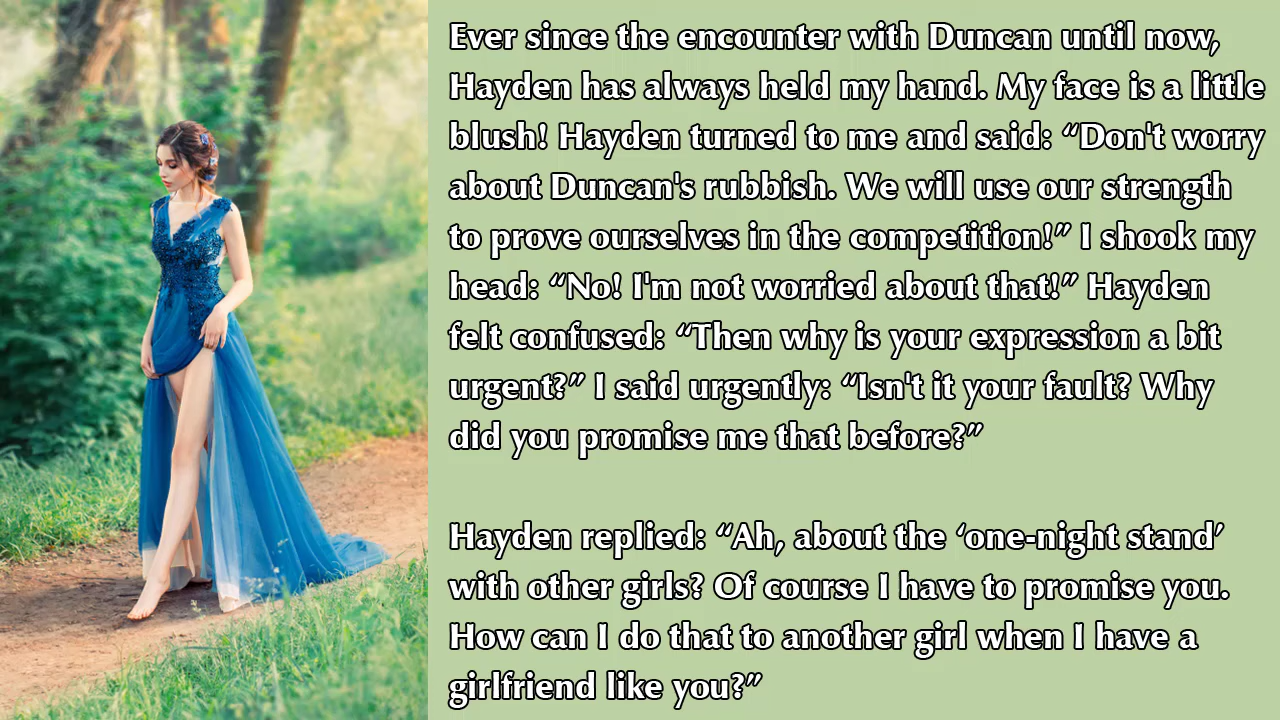 Ever since the encounter with Duncan until now,
Hayden has always held my hand. My face is a little
blush! Hayden turned to me and said: “Don't worry
about Duncan's rubbish. We will use our strength
to prove ourselves in the competition!” I shook my
head: “No! I'm not worried about that!” Hayden
felt confused: “Then why is your expression a bit
urgent?” I said urgently: “Isn't it your fault? Why
did you promise me that before?”
Hayden replied: “Ah, about the ‘one-night stand’
with other girls? Of course I have to promise you.
How can I do that to another girl when I have a
girlfriend like you?”